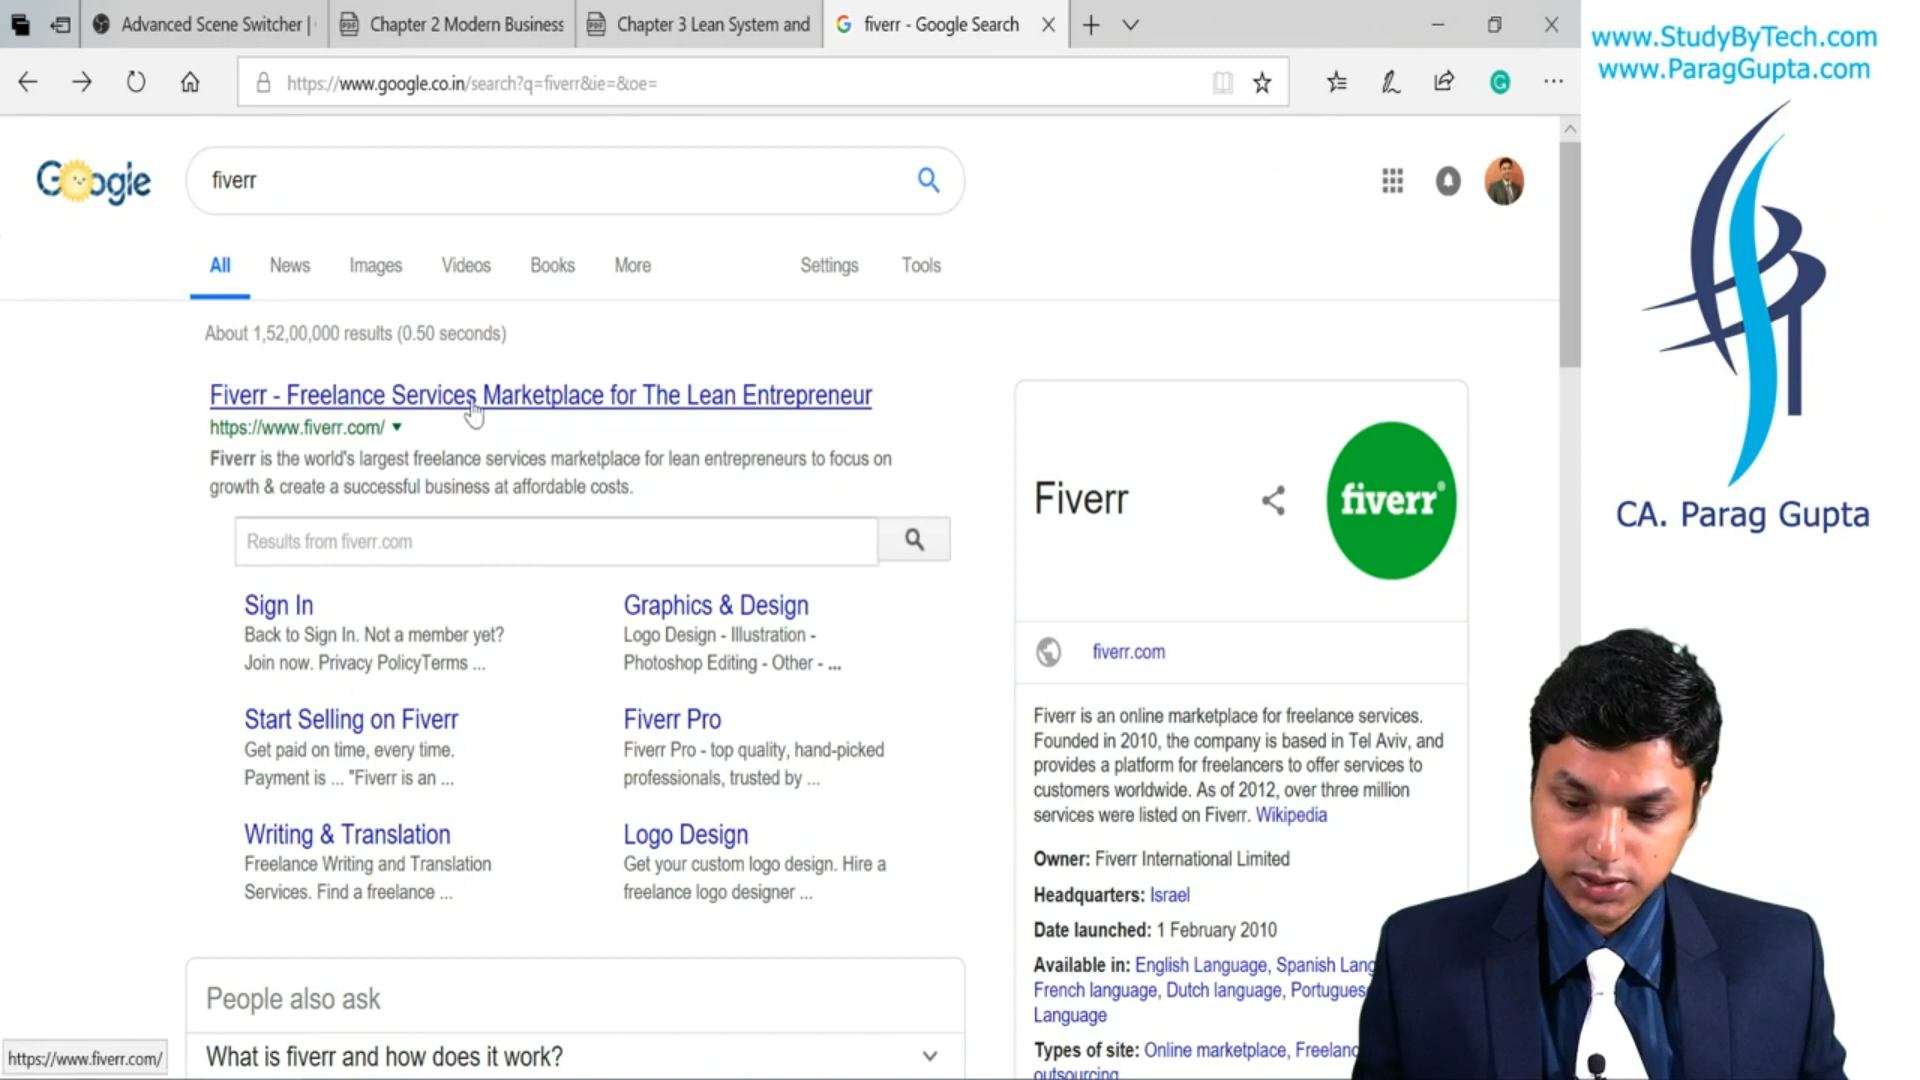 Advanced Scene Switcher |
Chapter 2 Modern Business
Chapter 3 Lean System and
fiverr - Google Search
www.StudyByTech.com
www.ParagGupta.com
https://www.google.co.in/search?q=fiverr&ie=&oe=
Google
fiverr
All
News
Images
Videos
Books
More
Settings
Tools
About 1,52,00,000 results (0.50 seconds)
Fiverr - Freelance Services Marketplace for The Lean Entrepreneur
https://www.fiverr.com/
Fiverr is the world's largest freelance services marketplace for lean entrepreneurs to focus on
growth & create a successful business at affordable costs.
Results from fiverr.com
Sign In
Back to Sign In. Not a member yet?
Join now. Privacy PolicyTerms ...
Graphics & Design
Logo Design - Illustration -
Photoshop Editing - Other - ...
Start Selling on Fiverr
Get paid on time, every time.
Payment is ... "Fiverr is an ...
Fiverr Pro
Fiverr Pro - top quality, hand-picked
professionals, trusted by ...
Writing & Translation
Freelance Writing and Translation
Services. Find a freelance ...
Logo Design
Get your custom logo design. Hire a
freelance logo designer ...
People also ask
What is fiverr and how does it work?
https://www.fiverr.com/
Fiverr
fiverr®
fiverr.com
Fiverr is an online marketplace for freelance services.
Founded in 2010, the company is based in Tel Aviv, and
provides a platform for freelancers to offer services to
customers worldwide. As of 2012, over three million
services were listed on Fiverr. Wikipedia
Owner: Fiverr International Limited
Headquarters: Israel
Date launched: 1 February 2010
Available in: English Language, Spanish Lang
French language, Dutch language, Portugues
Language
Types of site: Online marketplace, Freelanc
outsourcing
CA. Parag Gupta